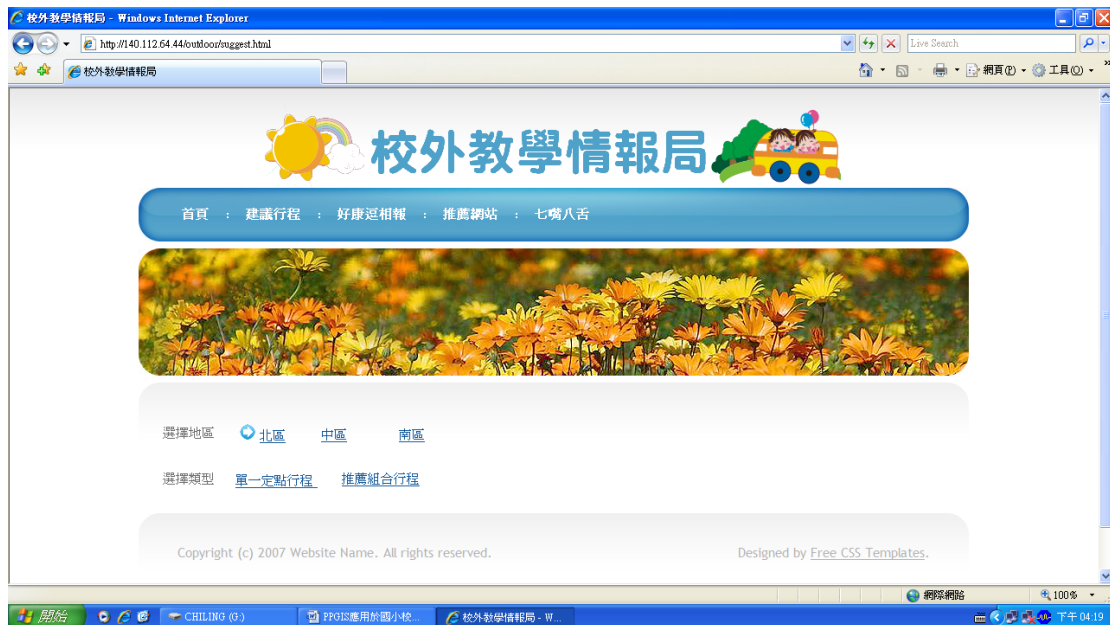 校外教學情報局 - Windows Internet Explorer
http://140.112.64.44/outdoor/suggest.html
Live Search
校外教學情報局
網頁(P)
工具(O)
校外教學情報局
首頁 : 建議行程 : 好康逗相報 : 推薦網站 : 七嘴八舌
選擇地區 北區 中區 南區
選擇類型 單一定點行程 推薦組合行程
Copyright (c) 2007 Website Name. All rights reserved.
Designed by Free CSS Templates.
網際網路
100%
開始
CHILING (G:)
PPGIS應用於國小校...
校外教學情報局 - W...
下午 04:19